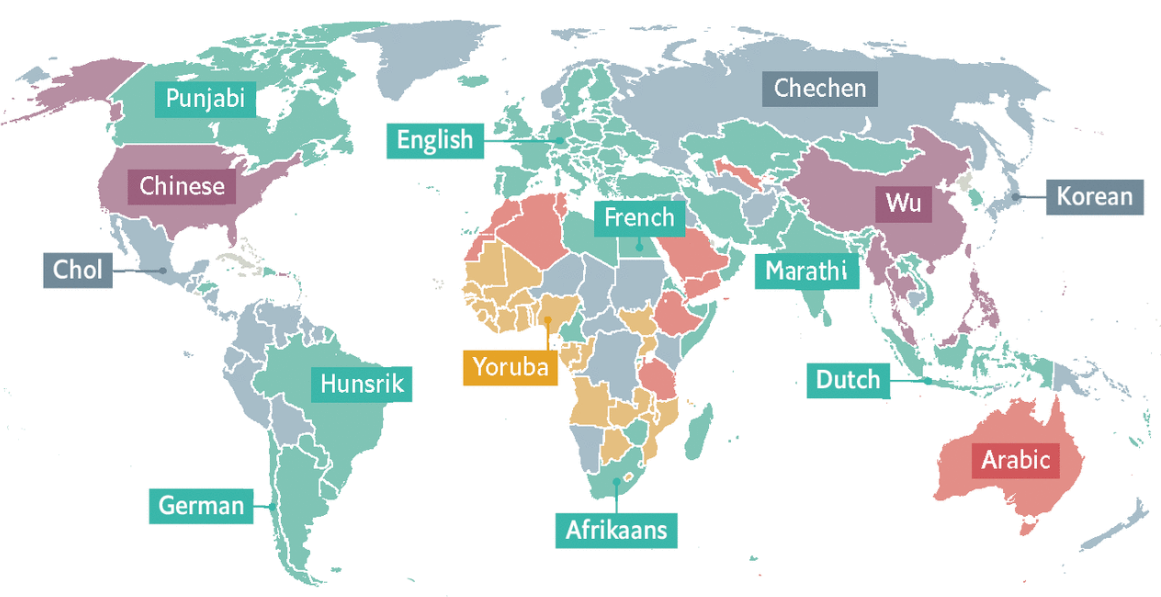 Punjabi
Chechen
English
Chinese
Wu
Korean
French
Chol
Marathi
Yoruba
Hunsrik
Dutch
Arabic
German
Afrikaans